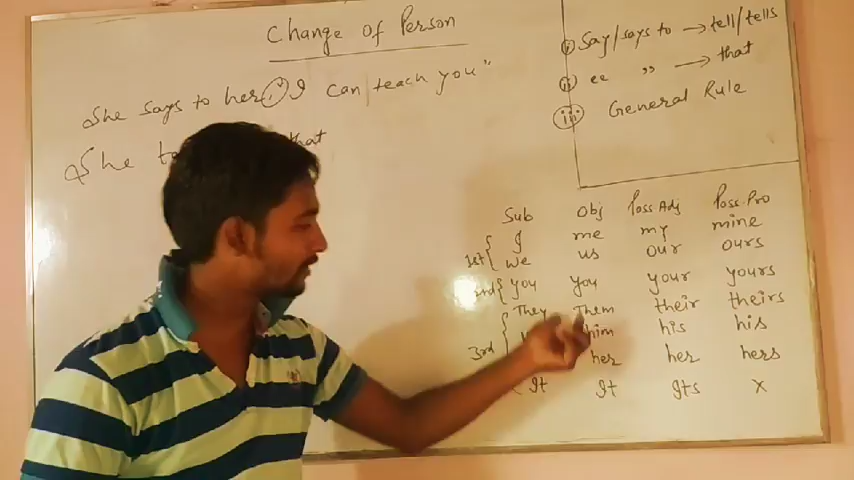 Change of Person
She says to her, "I can teach you"
She that
(i) Say/says to → tell/tells
(ii) " " → that
(iii) General Rule
Sub Obj Poss Adj Poss. Pro
1st { I me my mine
we us our ours
2nd { you you your yours
3rd { They Them their theirs
him his his
her her hers
It It Its X